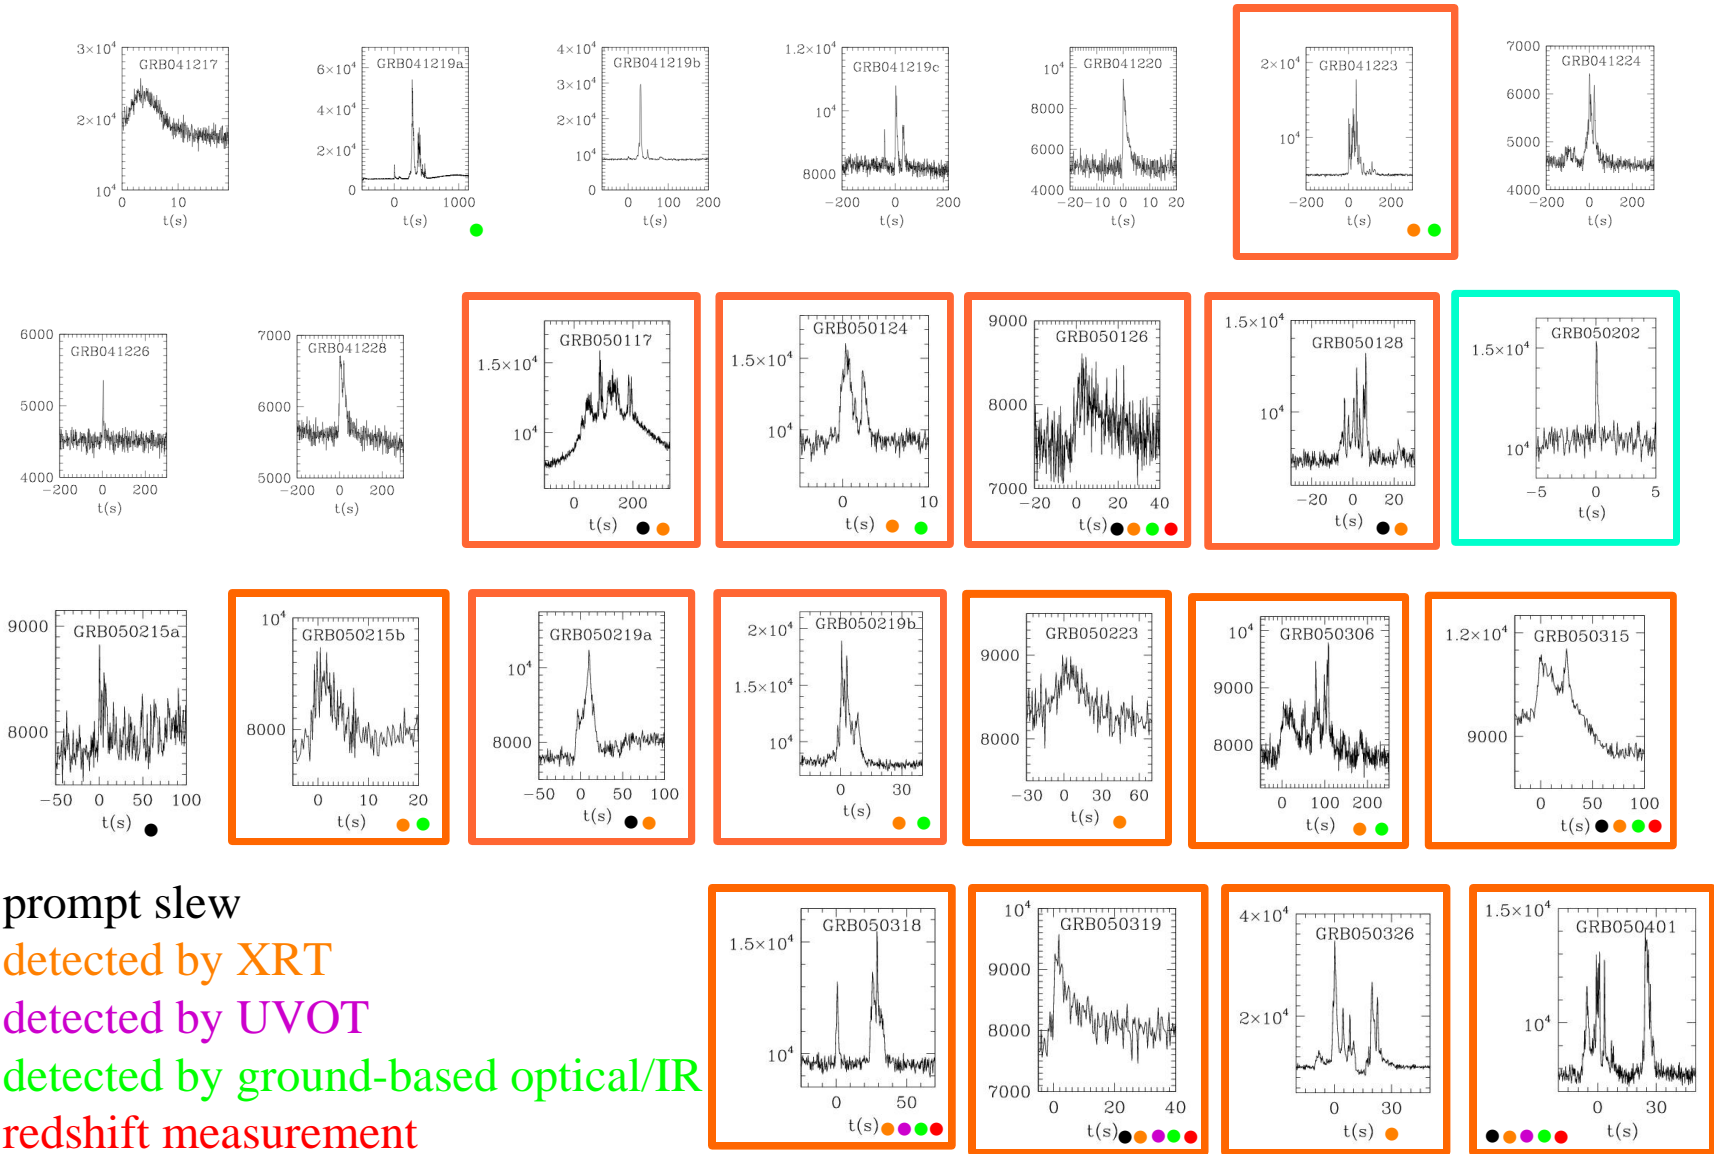 3×10⁴
2×10⁴
10⁴
GRB041217
0 10
t(s)
6×10⁴
4×10⁴
2×10⁴
0
GRB041219a
0 1000
t(s)
4×10⁴
3×10⁴
2×10⁴
10⁴
0
GRB041219b
0 100 200
t(s)
1.2×10⁴
10⁴
8000
GRB041219c
−200 0 200
t(s)
10⁴
8000
6000
4000
GRB041220
−20 −10 0 10 20
t(s)
2×10⁴
10⁴
GRB041223
−200 0 200
t(s)
7000
6000
5000
4000
GRB041224
−200 0 200
t(s)
6000
5000
4000
GRB041226
−200 0 200
t(s)
7000
6000
5000
GRB041228
−200 0 200
t(s)
1.5×10⁴
10⁴
GRB050117
0 200
t(s)
1.5×10⁴
10⁴
GRB050124
0 10
t(s)
9000
8000
7000
GRB050126
−20 0 20 40
t(s)
1.5×10⁴
10⁴
GRB050128
−20 0 20
t(s)
1.5×10⁴
10⁴
GRB050202
−5 0 5
t(s)
9000
8000
GRB050215a
−50 0 50 100
t(s)
10⁴
8000
GRB050215b
0 10 20
t(s)
10⁴
8000
GRB050219a
−50 0 50 100
t(s)
2×10⁴
1.5×10⁴
10⁴
GRB050219b
0 30
t(s)
9000
8000
GRB050223
−30 0 30 60
t(s)
10⁴
9000
8000
GRB050306
0 100 200
t(s)
1.2×10⁴
9000
GRB050315
0 50 100
t(s)
prompt slew
detected by XRT
detected by UVOT
detected by ground-based optical/IR
redshift measurement
1.5×10⁴
10⁴
GRB050318
0 50
t(s)
10⁴
9000
8000
7000
GRB050319
0 20 40
t(s)
4×10⁴
2×10⁴
GRB050326
0 30
t(s)
1.5×10⁴
10⁴
GRB050401
0 30
t(s)